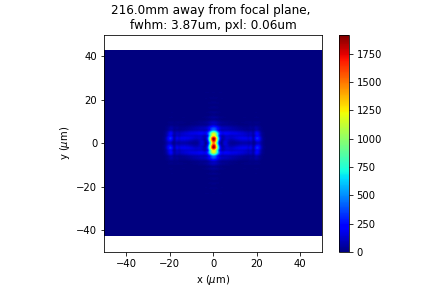 216.0mm away from focal plane,
fwhm: 3.87um, pxl: 0.06um
40
20
0
−20
−40
y (μm)
−40 −20 0 20 40
x (μm)
1750
1500
1250
1000
750
500
250
0